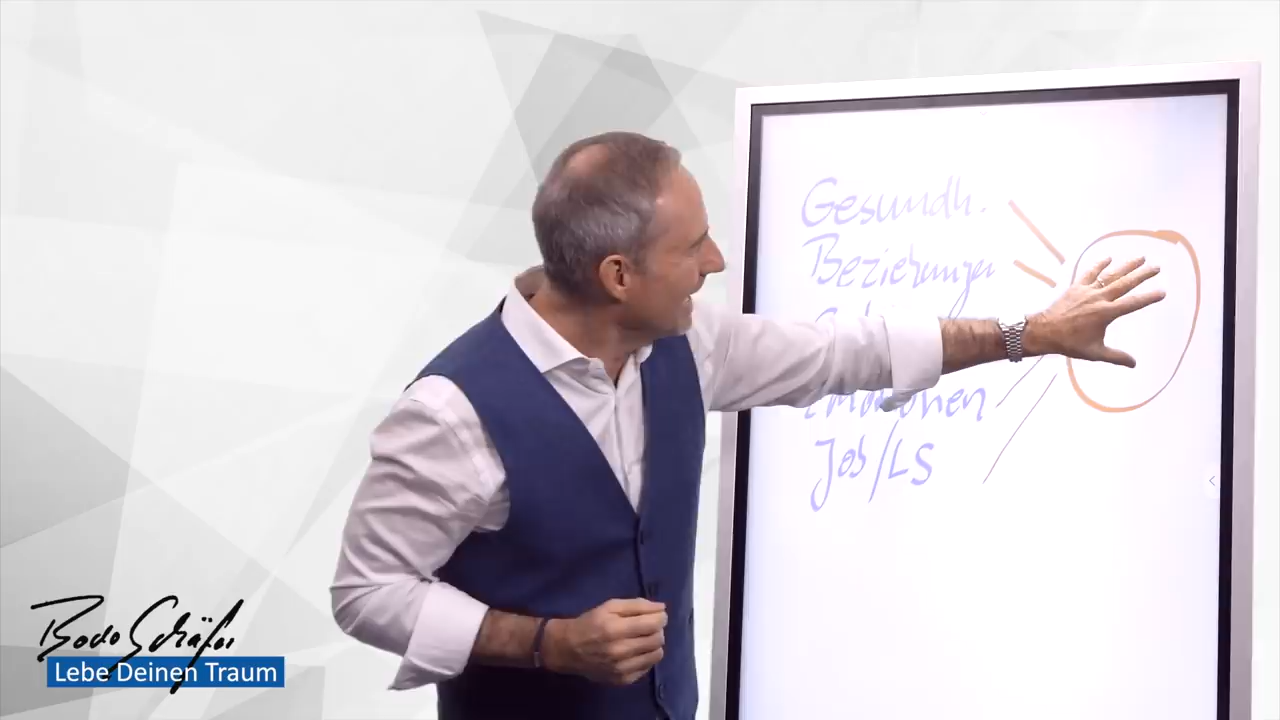 Gesundh.
Beziehungen
Emotionen
Job/LS
Bodo Schäfer
Lebe Deinen Traum